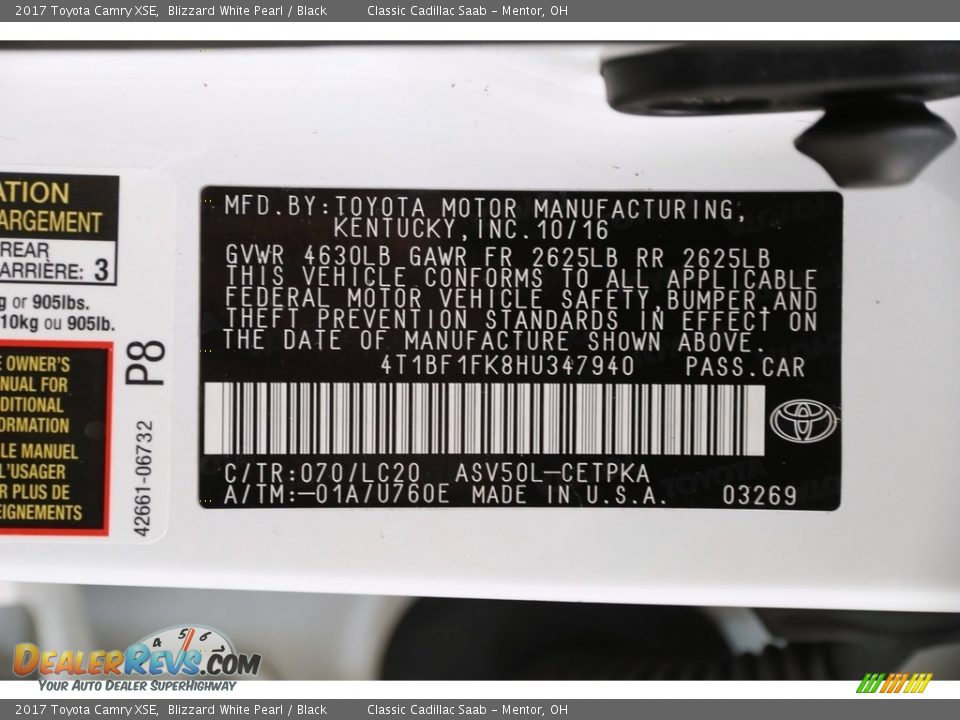 2017 Toyota Camry XSE, Blizzard White Pearl / Black Classic Cadillac Saab - Mentor, OH
ATION
ARGEMENT
REAR
ARRIÈRE: 3
g or 905lbs.
10kg ou 905lb.
E OWNER'S
NUAL FOR
DITIONAL
ORMATION
LE MANUEL
L'USAGER
R PLUS DE
EIGNEMENTS
P8
42661-06732
MFD.BY:TOYOTA MOTOR MANUFACTURING,
KENTUCKY,INC.10/16
GVWR 4630LB GAWR FR 2625LB RR 2625LB
THIS VEHICLE CONFORMS TO ALL APPLICABLE
FEDERAL MOTOR VEHICLE SAFETY,BUMPER,AND
THEFT PREVENTION STANDARDS IN EFFECT ON
THE DATE OF MANUFACTURE SHOWN ABOVE.
4T1BF1FK8HU347940 PASS.CAR
C/TR:070/LC20 ASV50L-CETPKA
A/TM:-01A/U760E MADE IN U.S.A. 03269
4 5 6
DEALERREVS.COM
YOUR AUTO DEALER SUPERHIGHWAY
2017 Toyota Camry XSE, Blizzard White Pearl / Black Classic Cadillac Saab - Mentor, OH